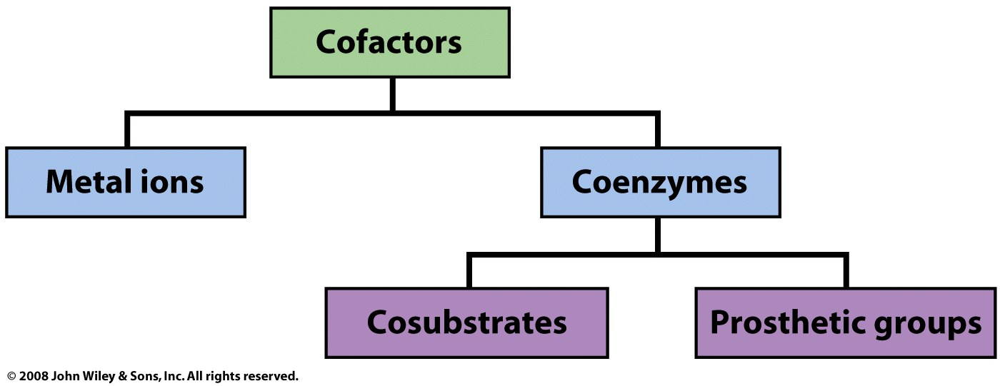 Cofactors
Metal ions
Coenzymes
Cosubstrates
Prosthetic groups
© 2008 John Wiley & Sons, Inc. All rights reserved.